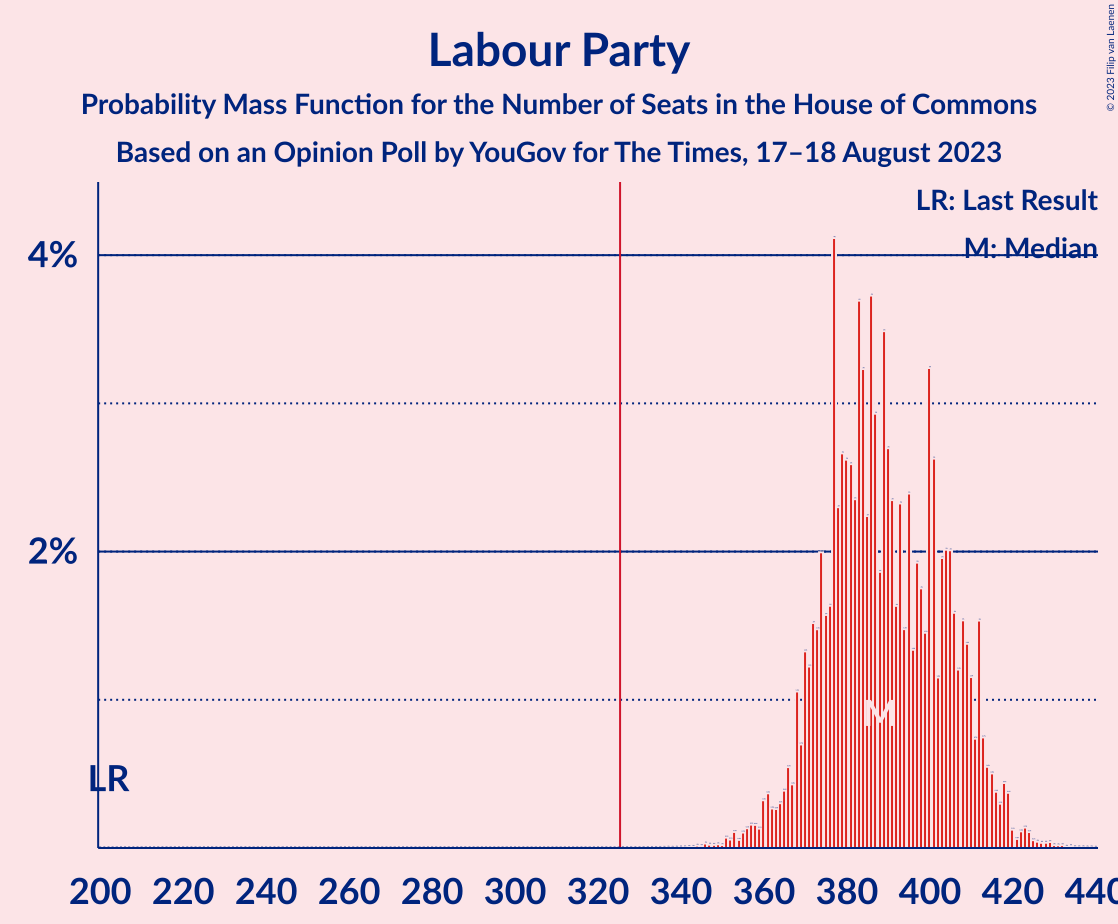 Labour Party
Probability Mass Function for the Number of Seats in the House of Commons
Based on an Opinion Poll by YouGov for The Times, 17–18 August 2023
© 2023 Filip van Laenen
LR: Last Result
M: Median
4%
2%
M
LR
200 220 240 260 280 300 320 340 360 380 400 420 440